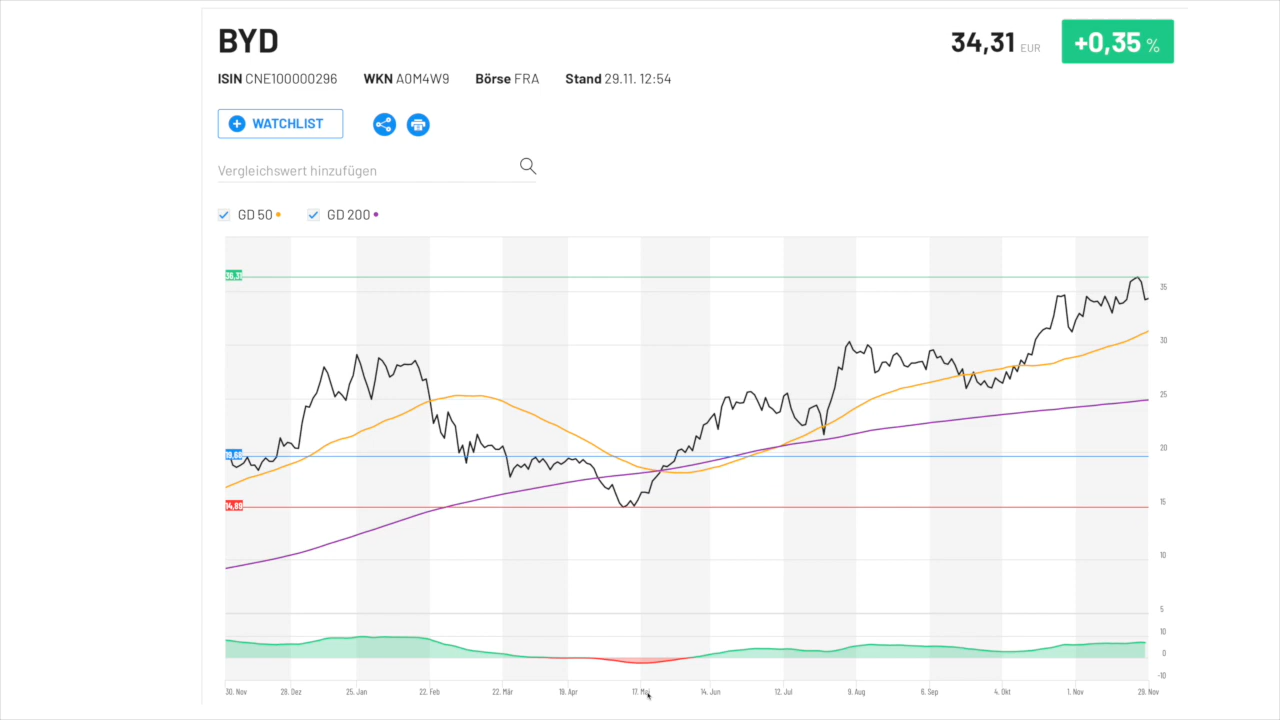 BYD
34,31 EUR +0,35 %
ISIN CNE100000296 WKN A0M4W9 Börse FRA Stand 29.11. 12:54
WATCHLIST
Vergleichswert hinzufügen
GD 50 GD 200
35
30
25
20
14,89
15
10
5
10
0
-10
30. Nov 28. Dez 25. Jan 22. Feb 22. Mär 19. Apr 17. Mai 14. Jun 12. Jul 9. Aug 6. Sep 4. Okt 1. Nov 29. Nov